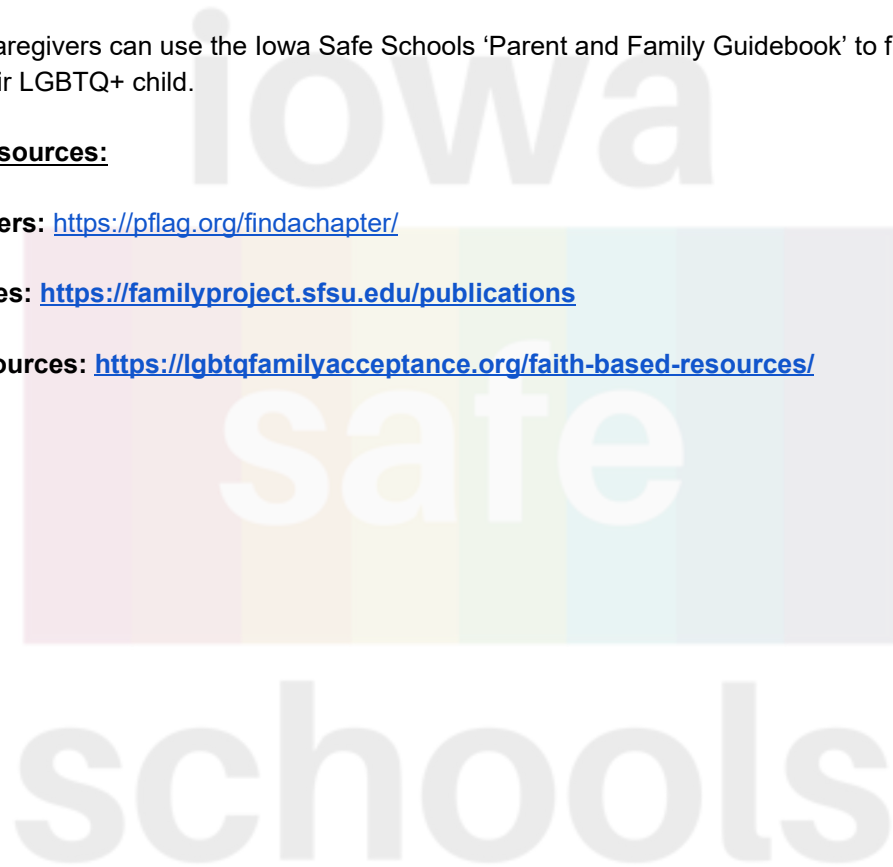 iowa
aregivers can use the Iowa Safe Schools ‘Parent and Family Guidebook’ to f
ir LGBTQ+ child.
sources:
ers: https://pflag.org/findachapter/
es: https://familyproject.sfsu.edu/publications
ources: https://lgbtqfamilyacceptance.org/faith-based-resources/
safe
schools